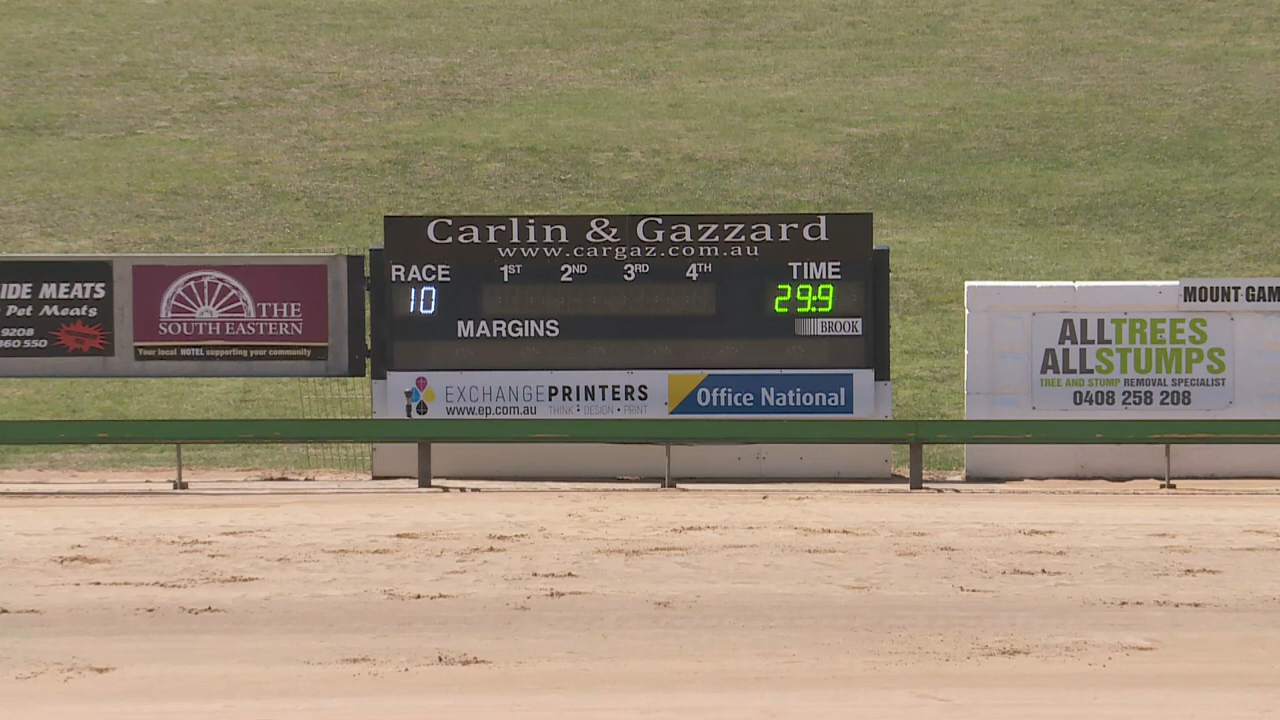 Carlin & Gazzard
www.cargaz.com.au
RACE 1ST 2ND 3RD 4TH TIME
10 29.9
MARGINS BROOK
EXCHANGEPRINTERS
www.ep.com.au THINK · DESIGN · PRINT
Office National
IDE MEATS
Pet Meats
9208
360 550
THE
SOUTH EASTERN
Your local HOTEL supporting your community
MOUNT GAM
ALLTREES
ALLSTUMPS
TREE AND STUMP REMOVAL SPECIALIST
0408 258 208